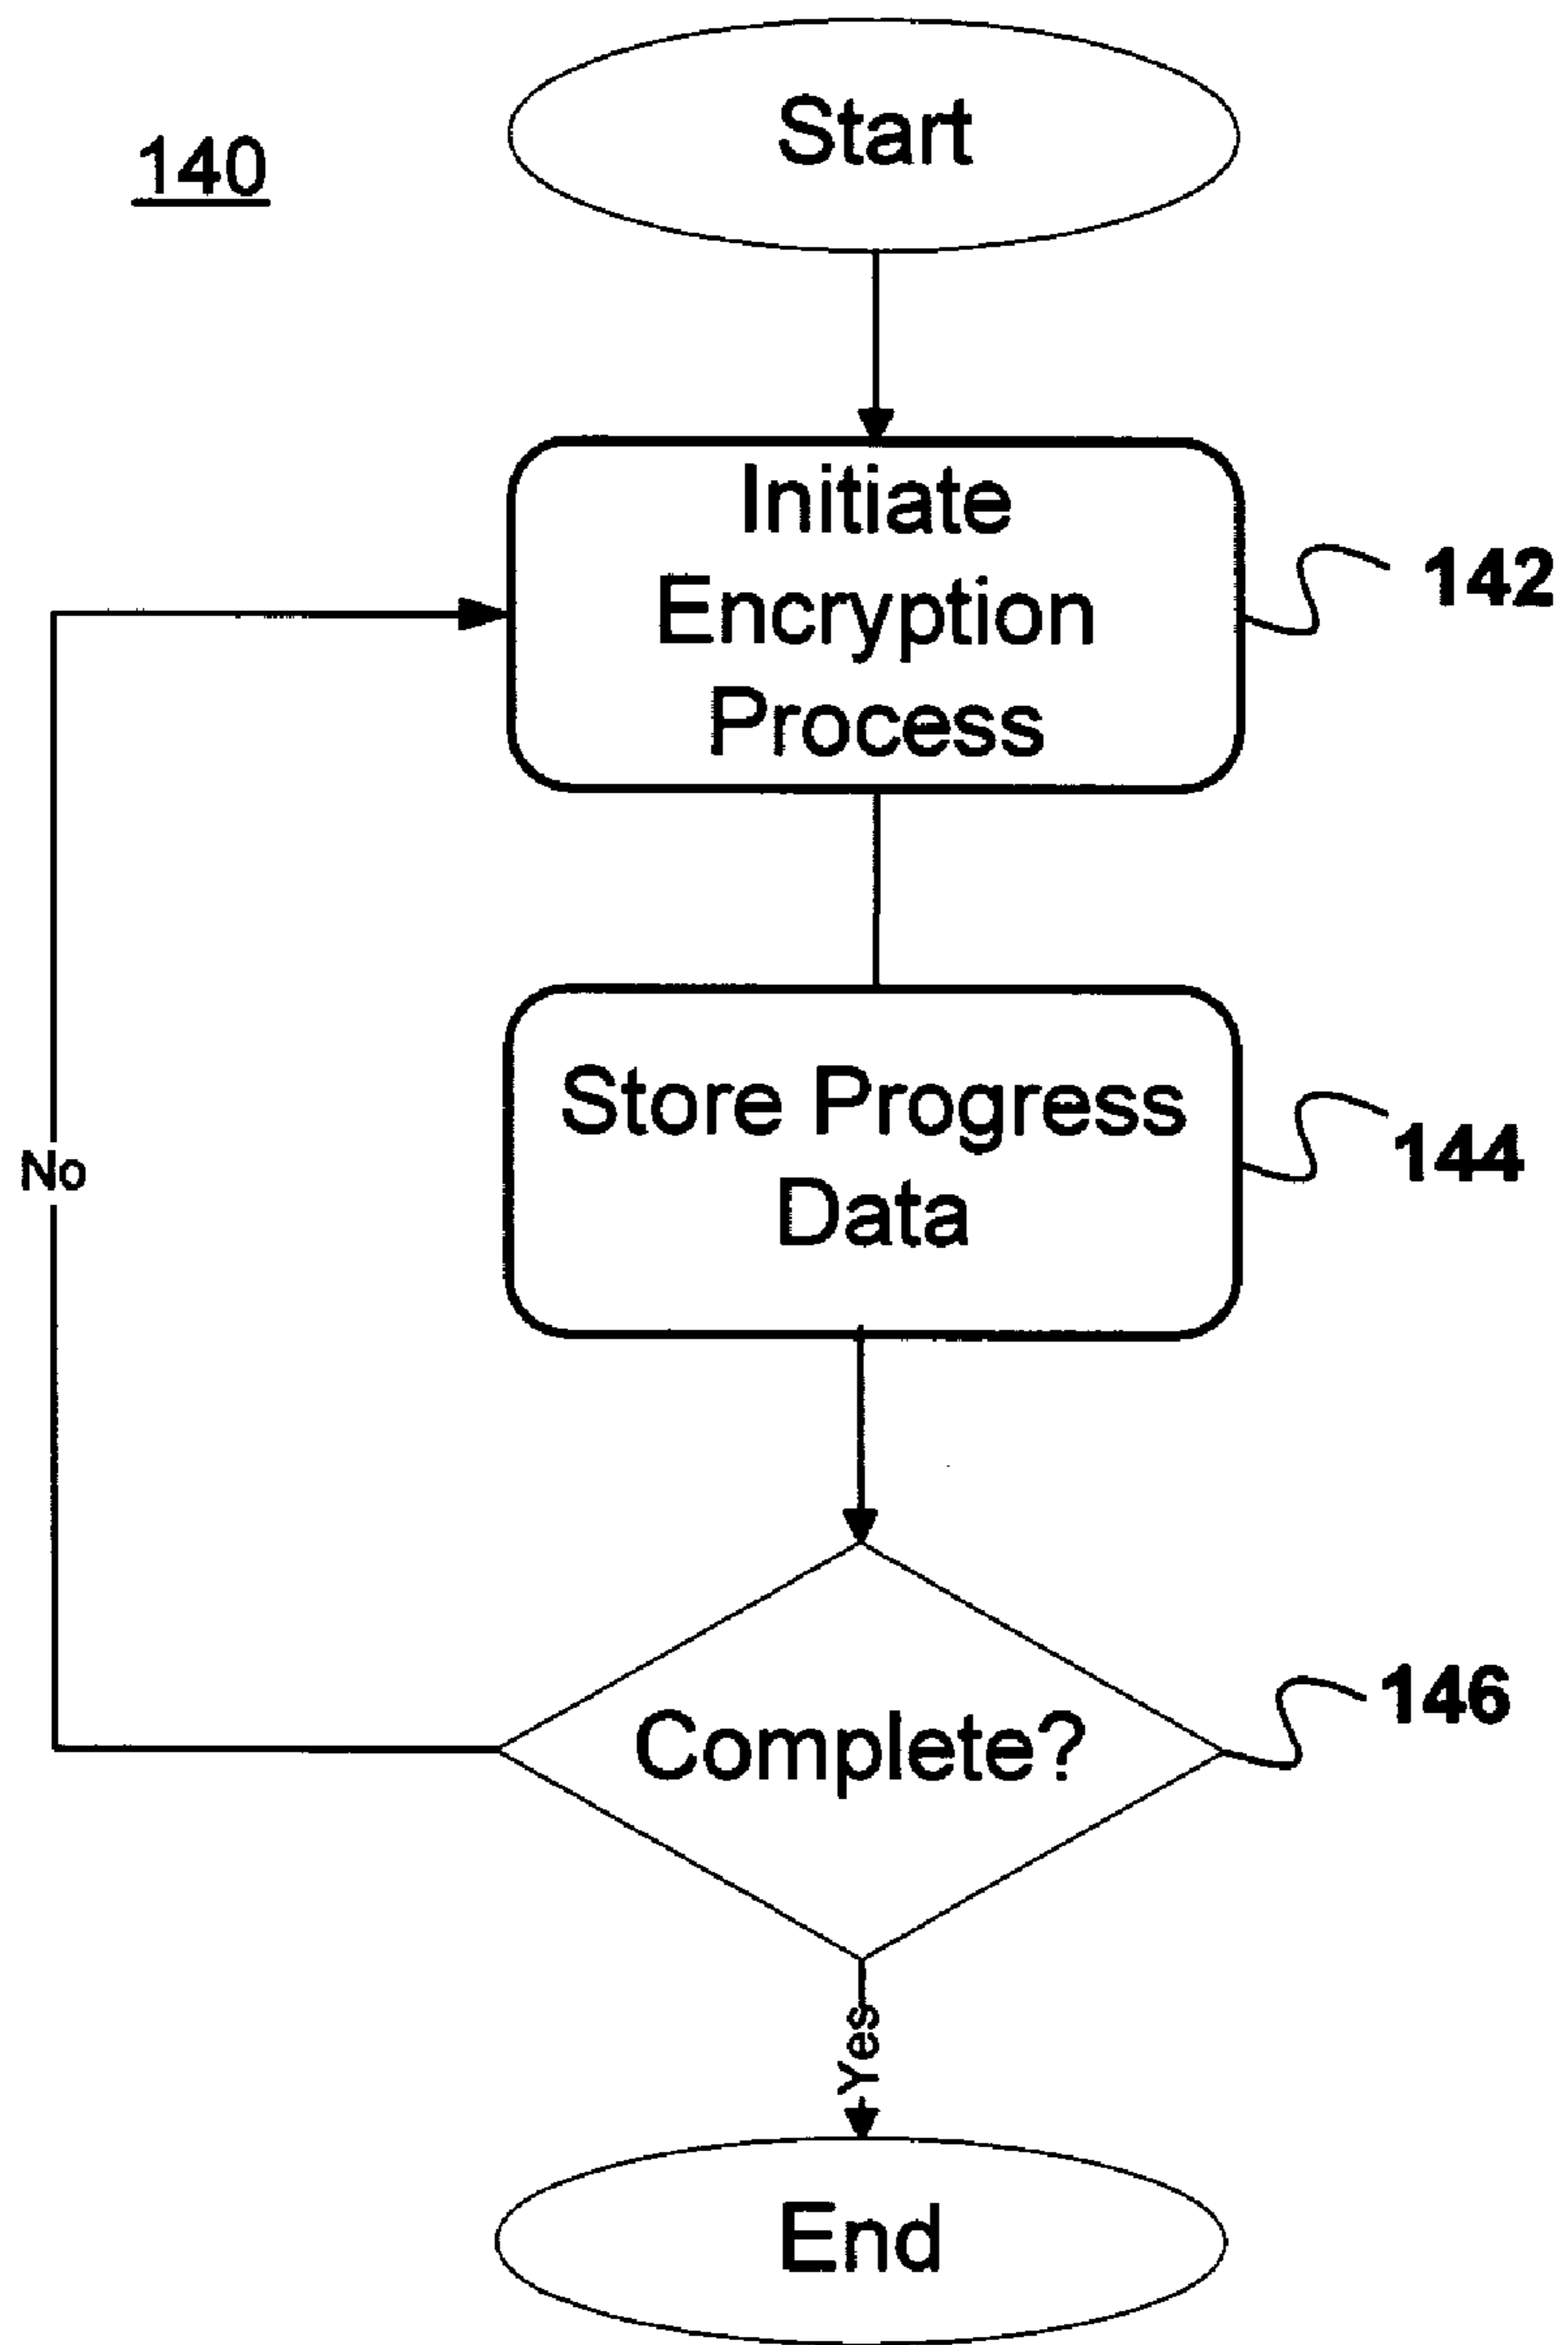 140
Start
Initiate
Encryption
Process
142
Store Progress
Data
144
No
Complete?
146
Yes
End